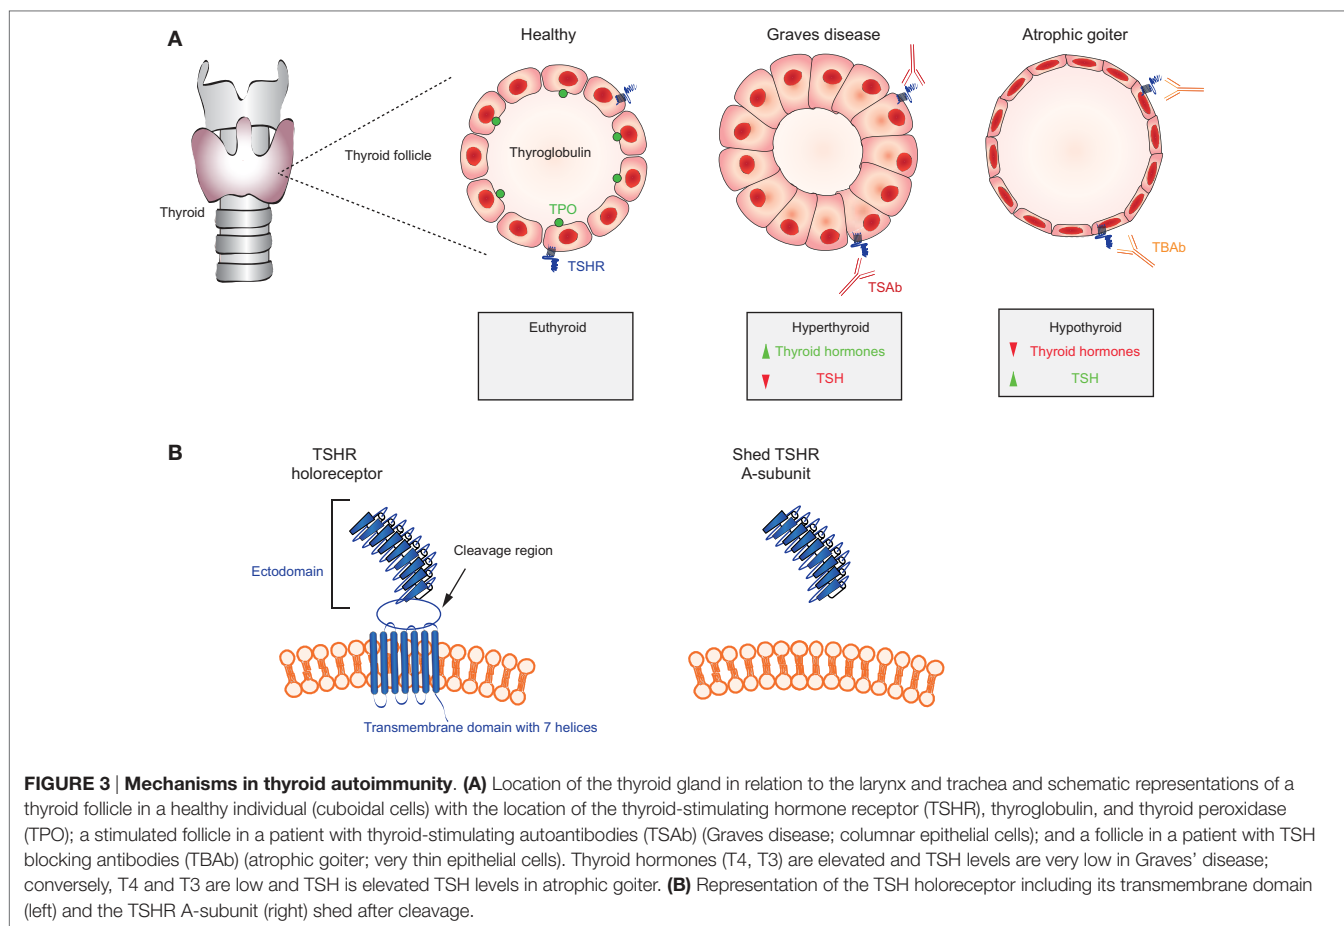 A
Healthy
Graves disease
Atrophic goiter
Thyroid follicle
Thyroglobulin
Thyroid
TPO
TSHR
TSAb
TBAb
Euthyroid
Hyperthyroid
Thyroid hormones
TSH
Hypothyroid
Thyroid hormones
TSH
B
TSHR
holoreceptor
Shed TSHR
A-subunit
Cleavage region
Ectodomain
Transmembrane domain with 7 helices
FIGURE 3 | Mechanisms in thyroid autoimmunity. (A) Location of the thyroid gland in relation to the larynx and trachea and schematic representations of a
thyroid follicle in a healthy individual (cuboidal cells) with the location of the thyroid-stimulating hormone receptor (TSHR), thyroglobulin, and thyroid peroxidase
(TPO); a stimulated follicle in a patient with thyroid-stimulating autoantibodies (TSAb) (Graves disease; columnar epithelial cells); and a follicle in a patient with TSH
blocking antibodies (TBAb) (atrophic goiter; very thin epithelial cells). Thyroid hormones (T4, T3) are elevated and TSH levels are very low in Graves' disease;
conversely, T4 and T3 are low and TSH is elevated TSH levels in atrophic goiter. (B) Representation of the TSH holoreceptor including its transmembrane domain
(left) and the TSHR A-subunit (right) shed after cleavage.